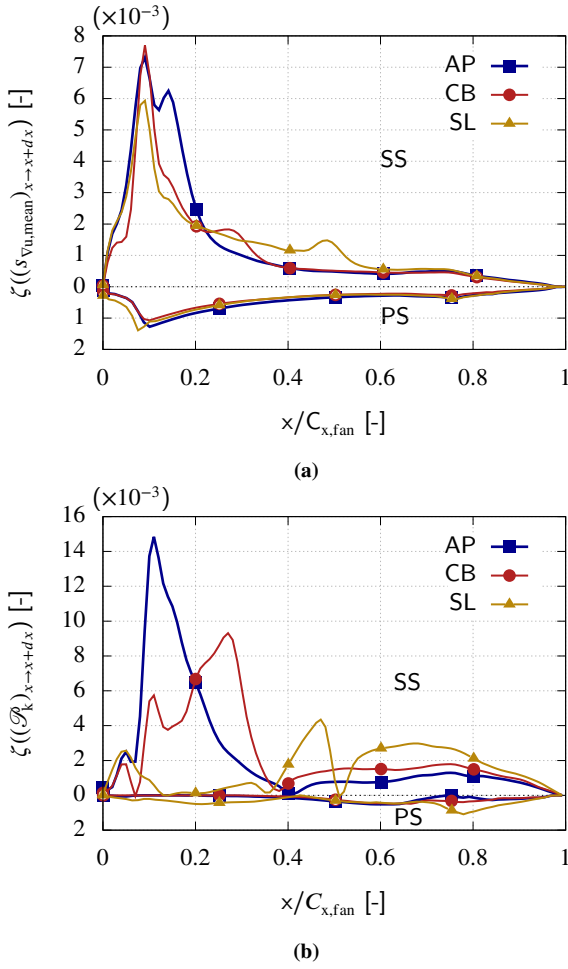 (×10⁻³)
8
7
6
5
4
3
2
1
0
1
2
ζ((s∇u,mean)x→x+dx) [-]
AP
CB
SL
SS
PS
0 0.2 0.4 0.6 0.8 1
x/Cx,fan [-]
(a)
(×10⁻³)
16
14
12
10
8
6
4
2
0
2
ζ((𝒫k)x→x+dx) [-]
AP
CB
SL
SS
PS
0 0.2 0.4 0.6 0.8 1
x/Cx,fan [-]
(b)